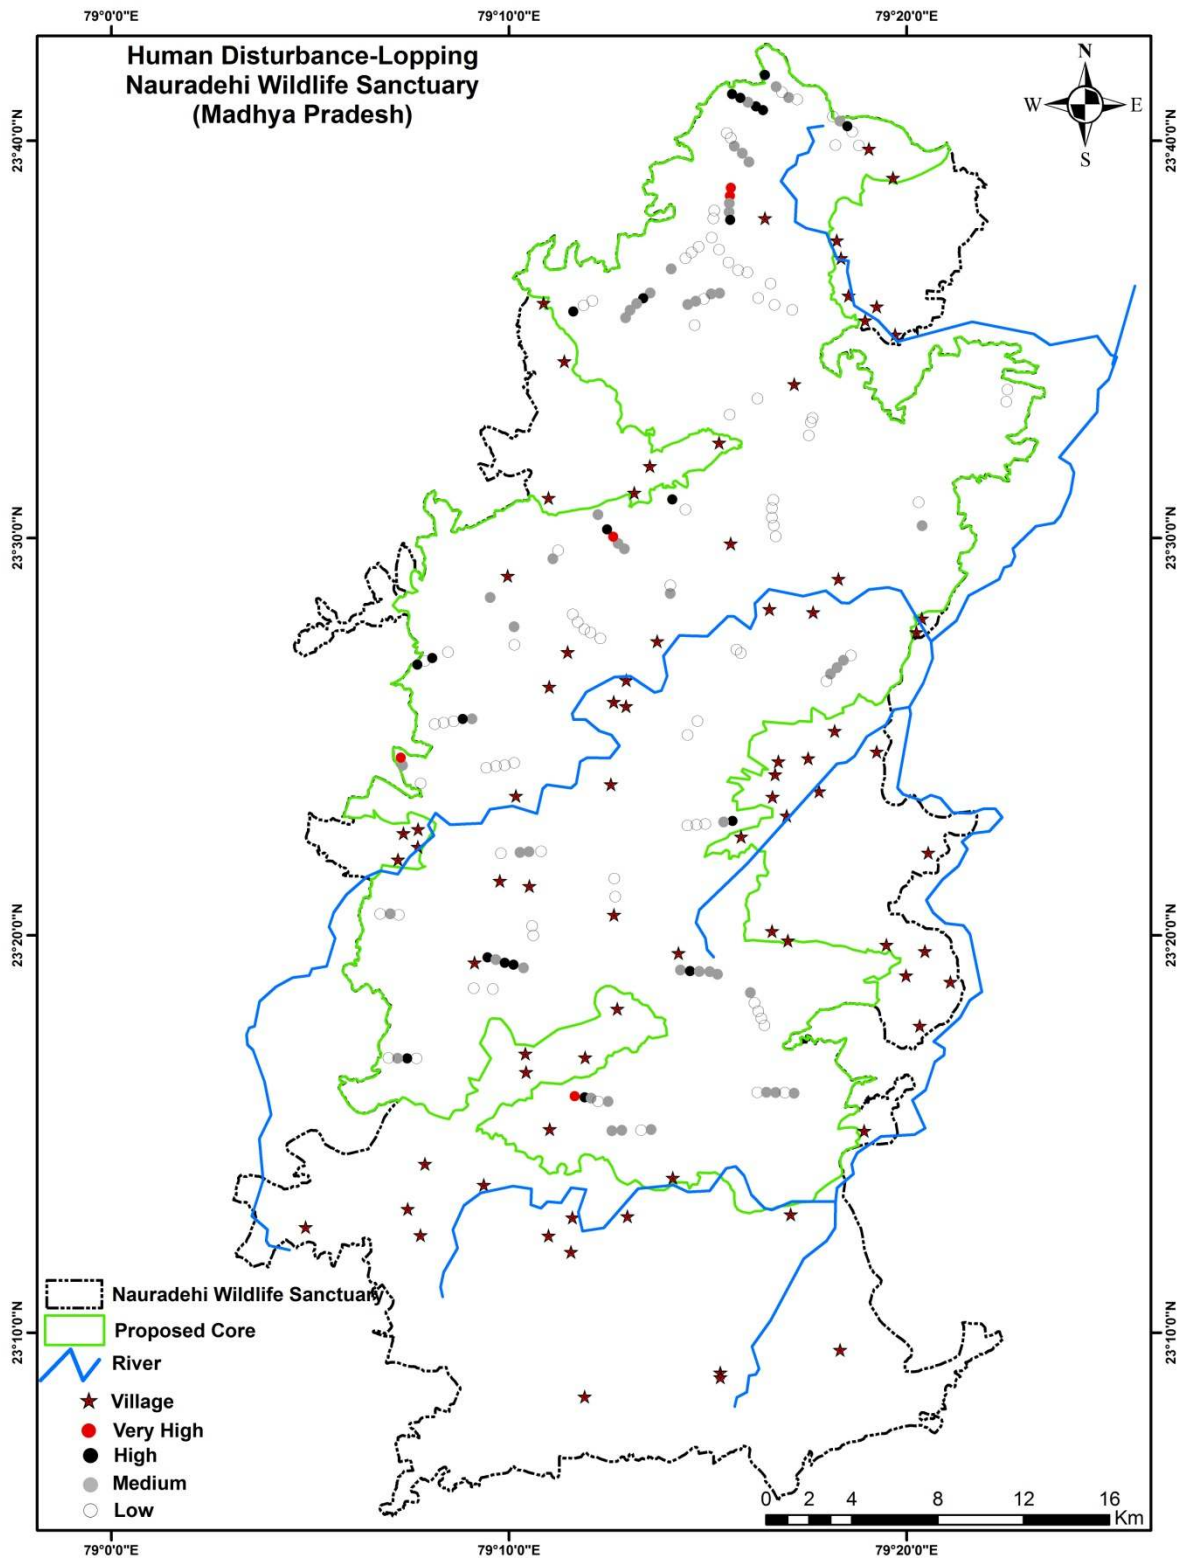 79°0'0"E
79°10'0"E
79°20'0"E
Human Disturbance-Lopping
Nauradehi Wildlife Sanctuary
(Madhya Pradesh)
N
W
E
S
23°40'0"N
23°40'0"N
23°30'0"N
23°30'0"N
23°20'0"N
23°20'0"N
23°10'0"N
23°10'0"N
Nauradehi Wildlife Sanctuary
Proposed Core
River
Village
Very High
High
Medium
Low
0 2 4 8 12 16
Km
79°0'0"E
79°10'0"E
79°20'0"E